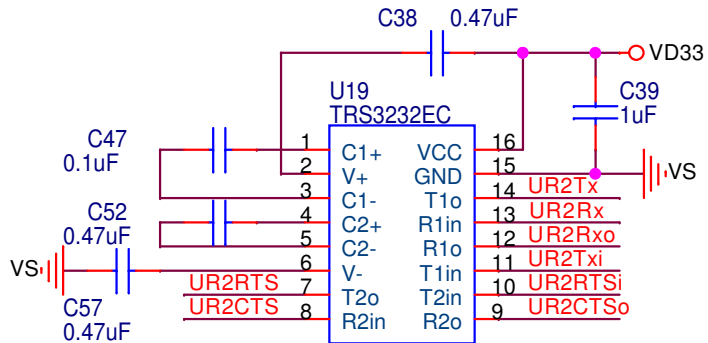 C38 0.47uF
VD33
U19
TRS3232EC
C39
1uF
C47
0.1uF
1 C1+ VCC 16
2 V+ GND 15
VS
3 C1- T1o 14 UR2Tx
C52
0.47uF
4 C2+ R1in 13 UR2Rx
5 C2- R1o 12 UR2Rxo
VS
6 V- T1in 11 UR2Txi
C57
0.47uF
UR2RTS 7 T2o T2in 10 UR2RTSi
UR2CTS 8 R2in R2o 9 UR2CTSo